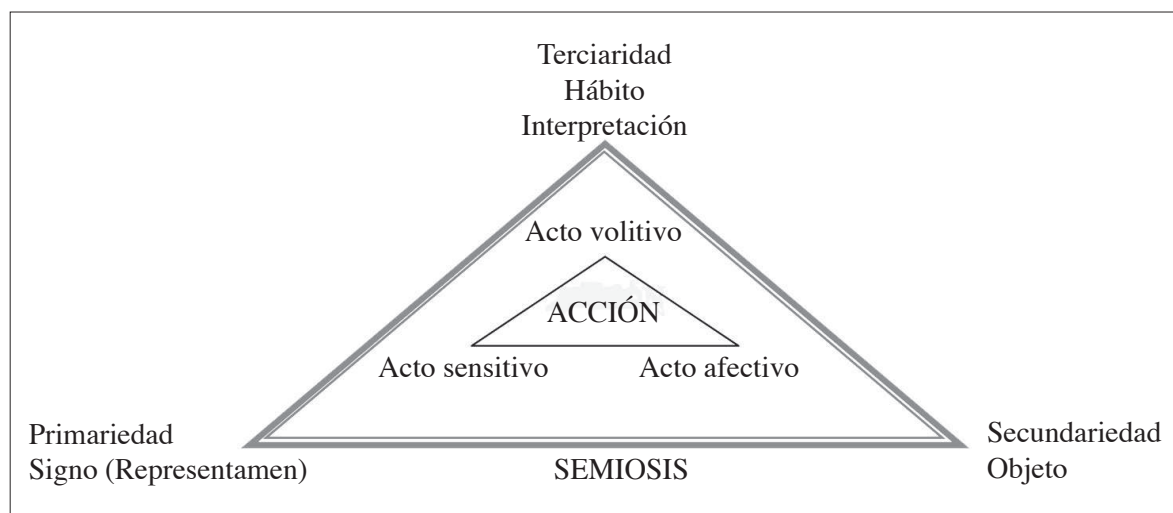 Terciaridad
Hábito
Interpretación
Acto volitivo
ACCIÓN
Acto sensitivo
Acto afectivo
Primariedad
Signo (Representamen)
SEMIOSIS
Secundariedad
Objeto